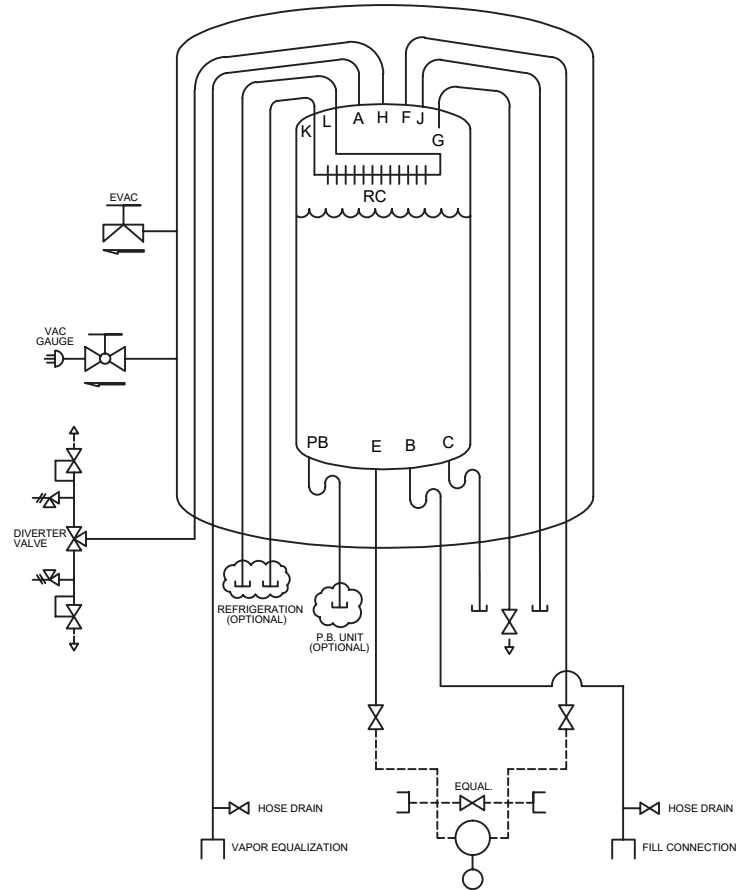 K
L
A
H
F
J
G
RC
EVAC
VAC
GAUGE
PB
E
B
C
DIVERTER
VALVE
REFRIGERATION
(OPTIONAL)
P.B. UNIT
(OPTIONAL)
EQUAL.
HOSE DRAIN
HOSE DRAIN
VAPOR EQUALIZATION
FILL CONNECTION